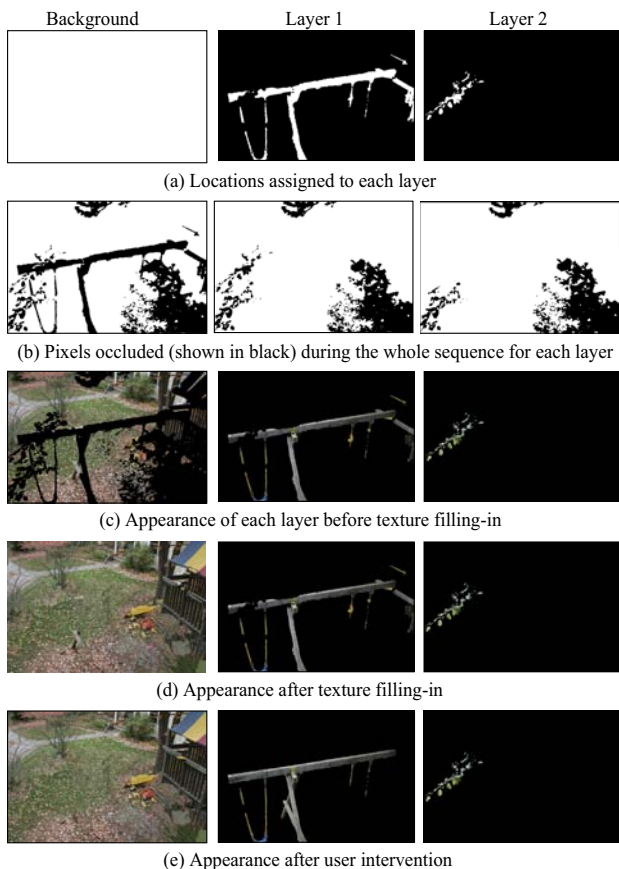 Background Layer 1 Layer 2
(a) Locations assigned to each layer
(b) Pixels occluded (shown in black) during the whole sequence for each layer
(c) Appearance of each layer before texture filling-in
(d) Appearance after texture filling-in
(e) Appearance after user intervention